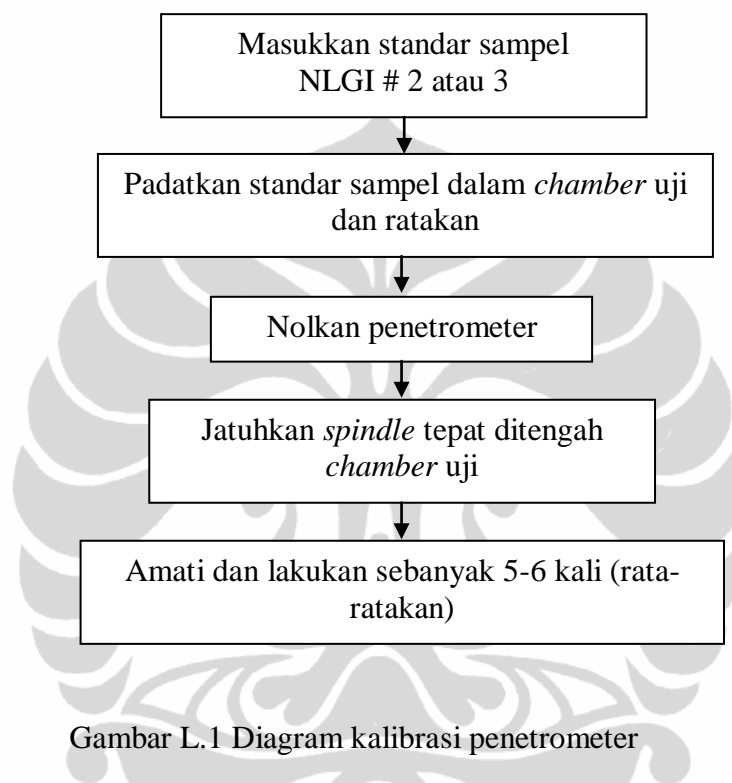 Masukkan standar sampel
NLGI # 2 atau 3
Padatkan standar sampel dalam chamber uji
dan ratakan
Nolkan penetrometer
Jatuhkan spindle tepat ditengah
chamber uji
Amati dan lakukan sebanyak 5-6 kali (rata-
ratakan)
Gambar L.1 Diagram kalibrasi penetrometer